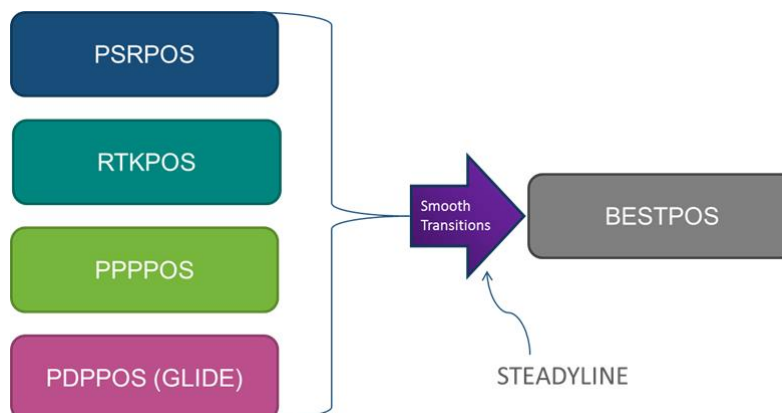 PSRPOS
RTKPOS
PPPPOS
PDPPOS (GLIDE)
Smooth
Transitions
BESTPOS
STEADYLINE